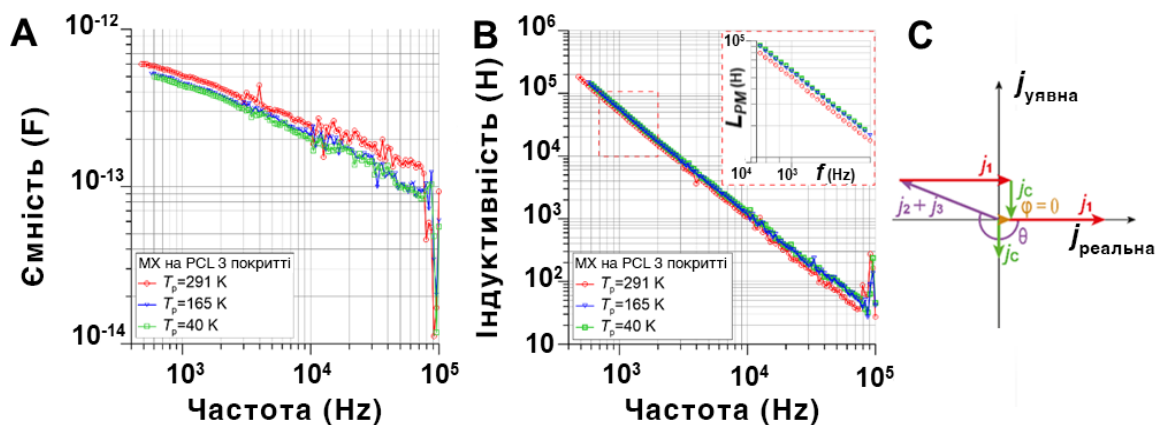 A
Ємність (F)
10⁻¹²
10⁻¹³
10⁻¹⁴
МХ на PCL 3 покритті
Tp=291 K
Tp=165 K
Tp=40 K
10³ 10⁴ 10⁵
Частота (Hz)
B
Індуктивність (H)
10⁶
10⁵
10⁴
10³
10²
10
LPM (H)
10⁵
10⁴
10³
f (Hz)
МХ на PCL 3 покритті
Tp=291 K
Tp=165 K
Tp=40 K
10³ 10⁴ 10⁵
Частота (Hz)
C
jуявна
j₁
jC
j₂ + j₃
φ=0
j₁
θ
jC
jреальна